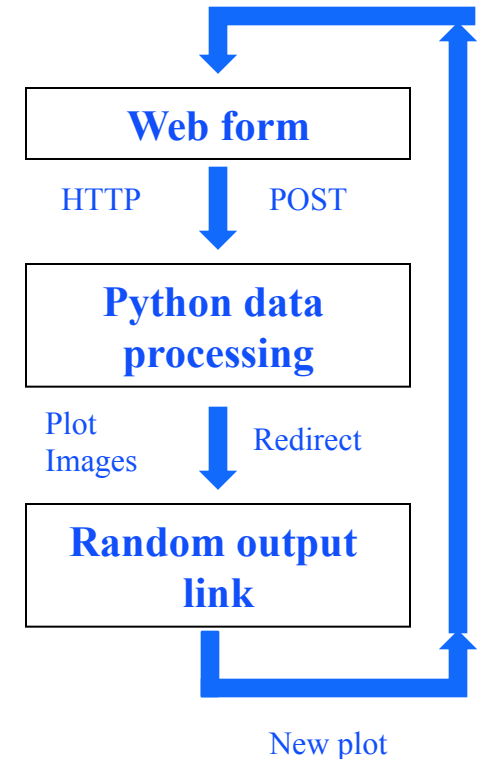 Web form
HTTP POST
Python data
processing
Plot
Images
Redirect
Random output
link
New plot